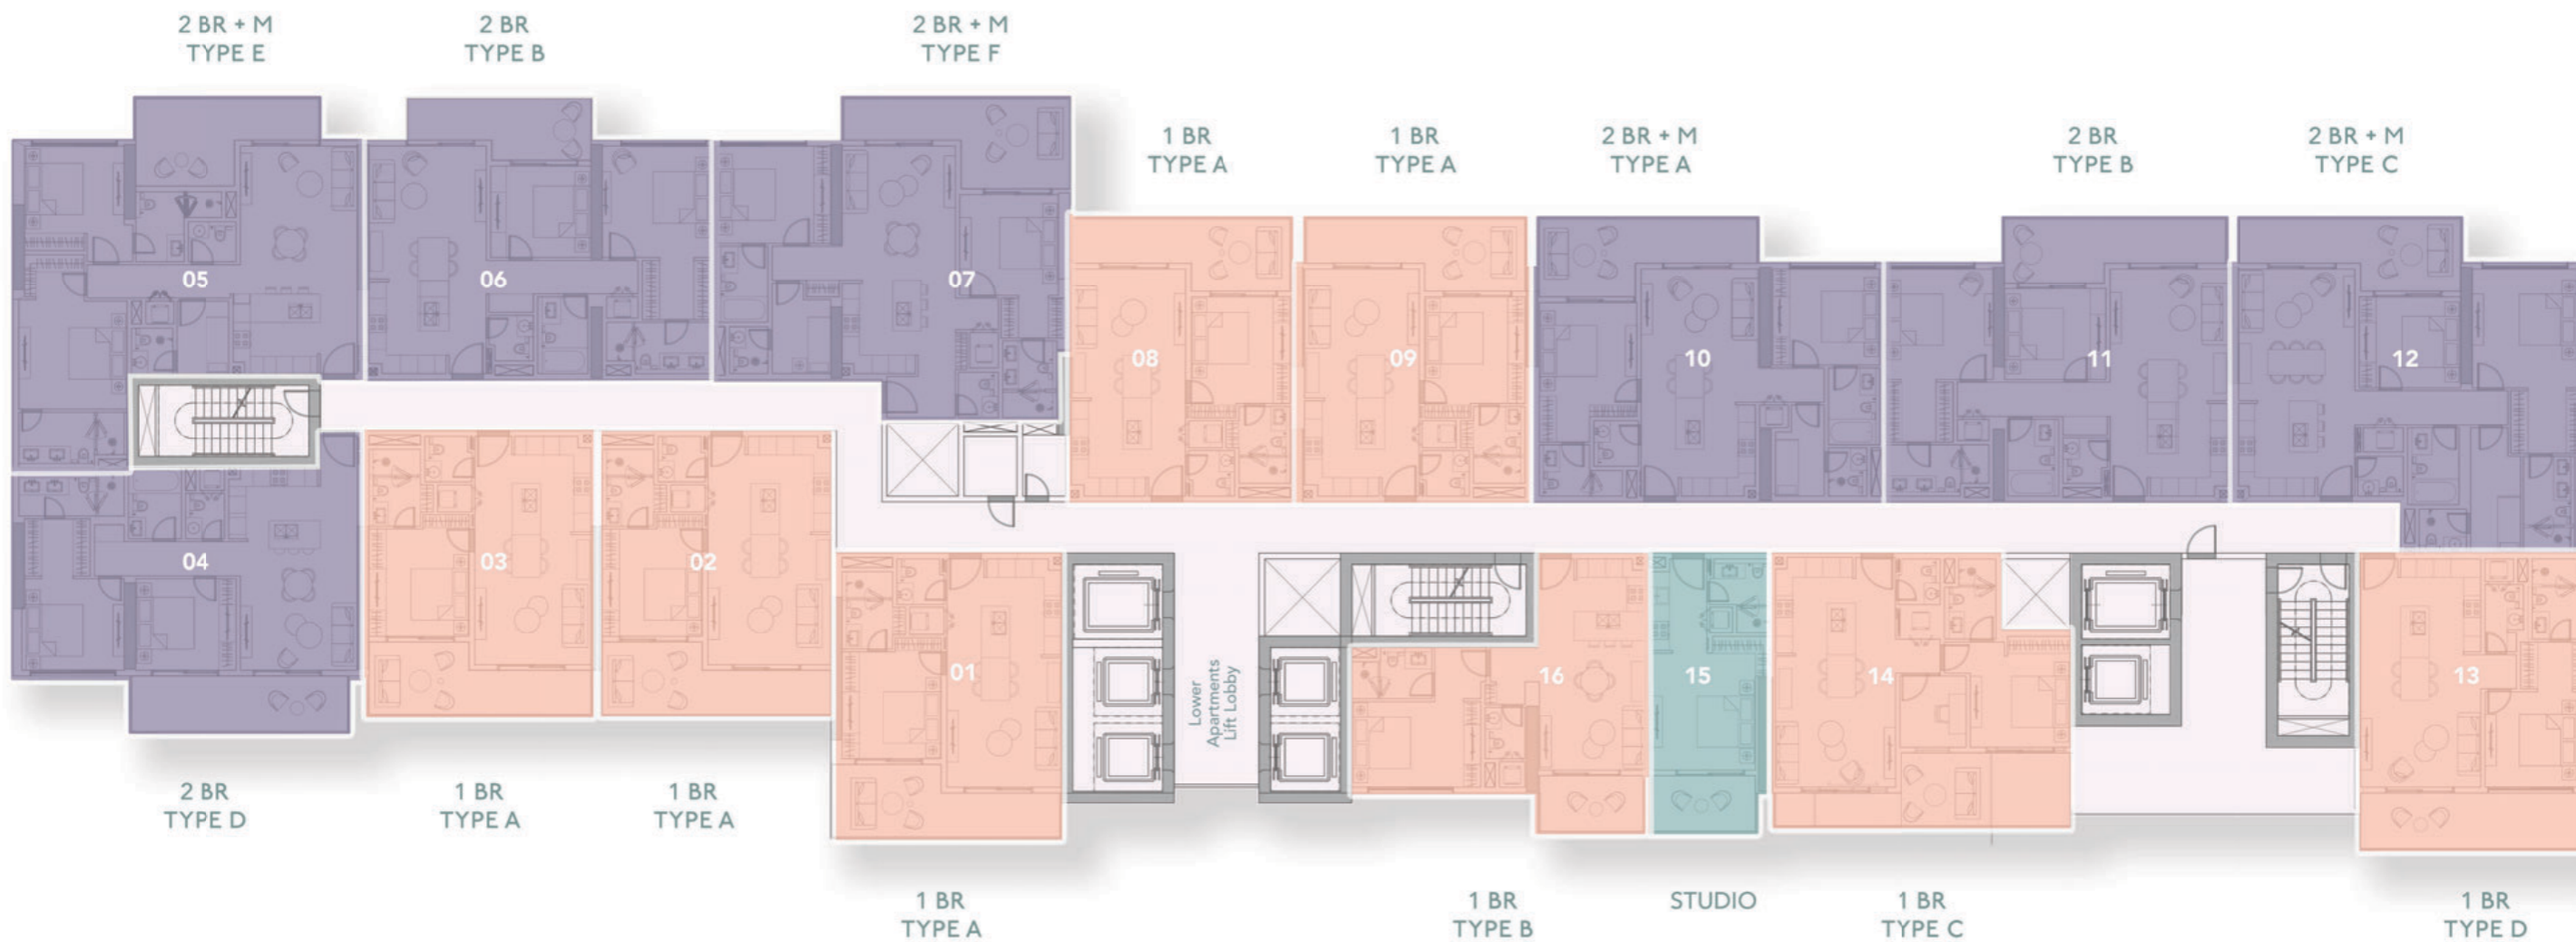 2 BR + M
TYPE E
2 BR
TYPE B
2 BR + M
TYPE F
1 BR
TYPE A
1 BR
TYPE A
2 BR + M
TYPE A
2 BR
TYPE B
2 BR + M
TYPE C
05
06
07
08
09
10
11
12
04
03
02
01
Lower
Apartments
Lift Lobby
16
15
14
13
2 BR
TYPE D
1 BR
TYPE A
1 BR
TYPE A
1 BR
TYPE A
1 BR
TYPE B
STUDIO
1 BR
TYPE C
1 BR
TYPE D